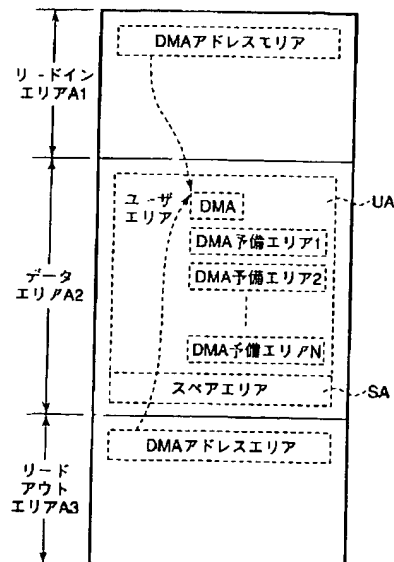 DMAアドレスエリア
リードイン
エリアA1
ユーザ
エリア
UA
DMA
DMA予備エリア1
DMA予備エリア2
データ
エリアA2
DMA予備エリアN
スペアエリア
SA
DMAアドレスエリア
リード
アウト
エリアA3